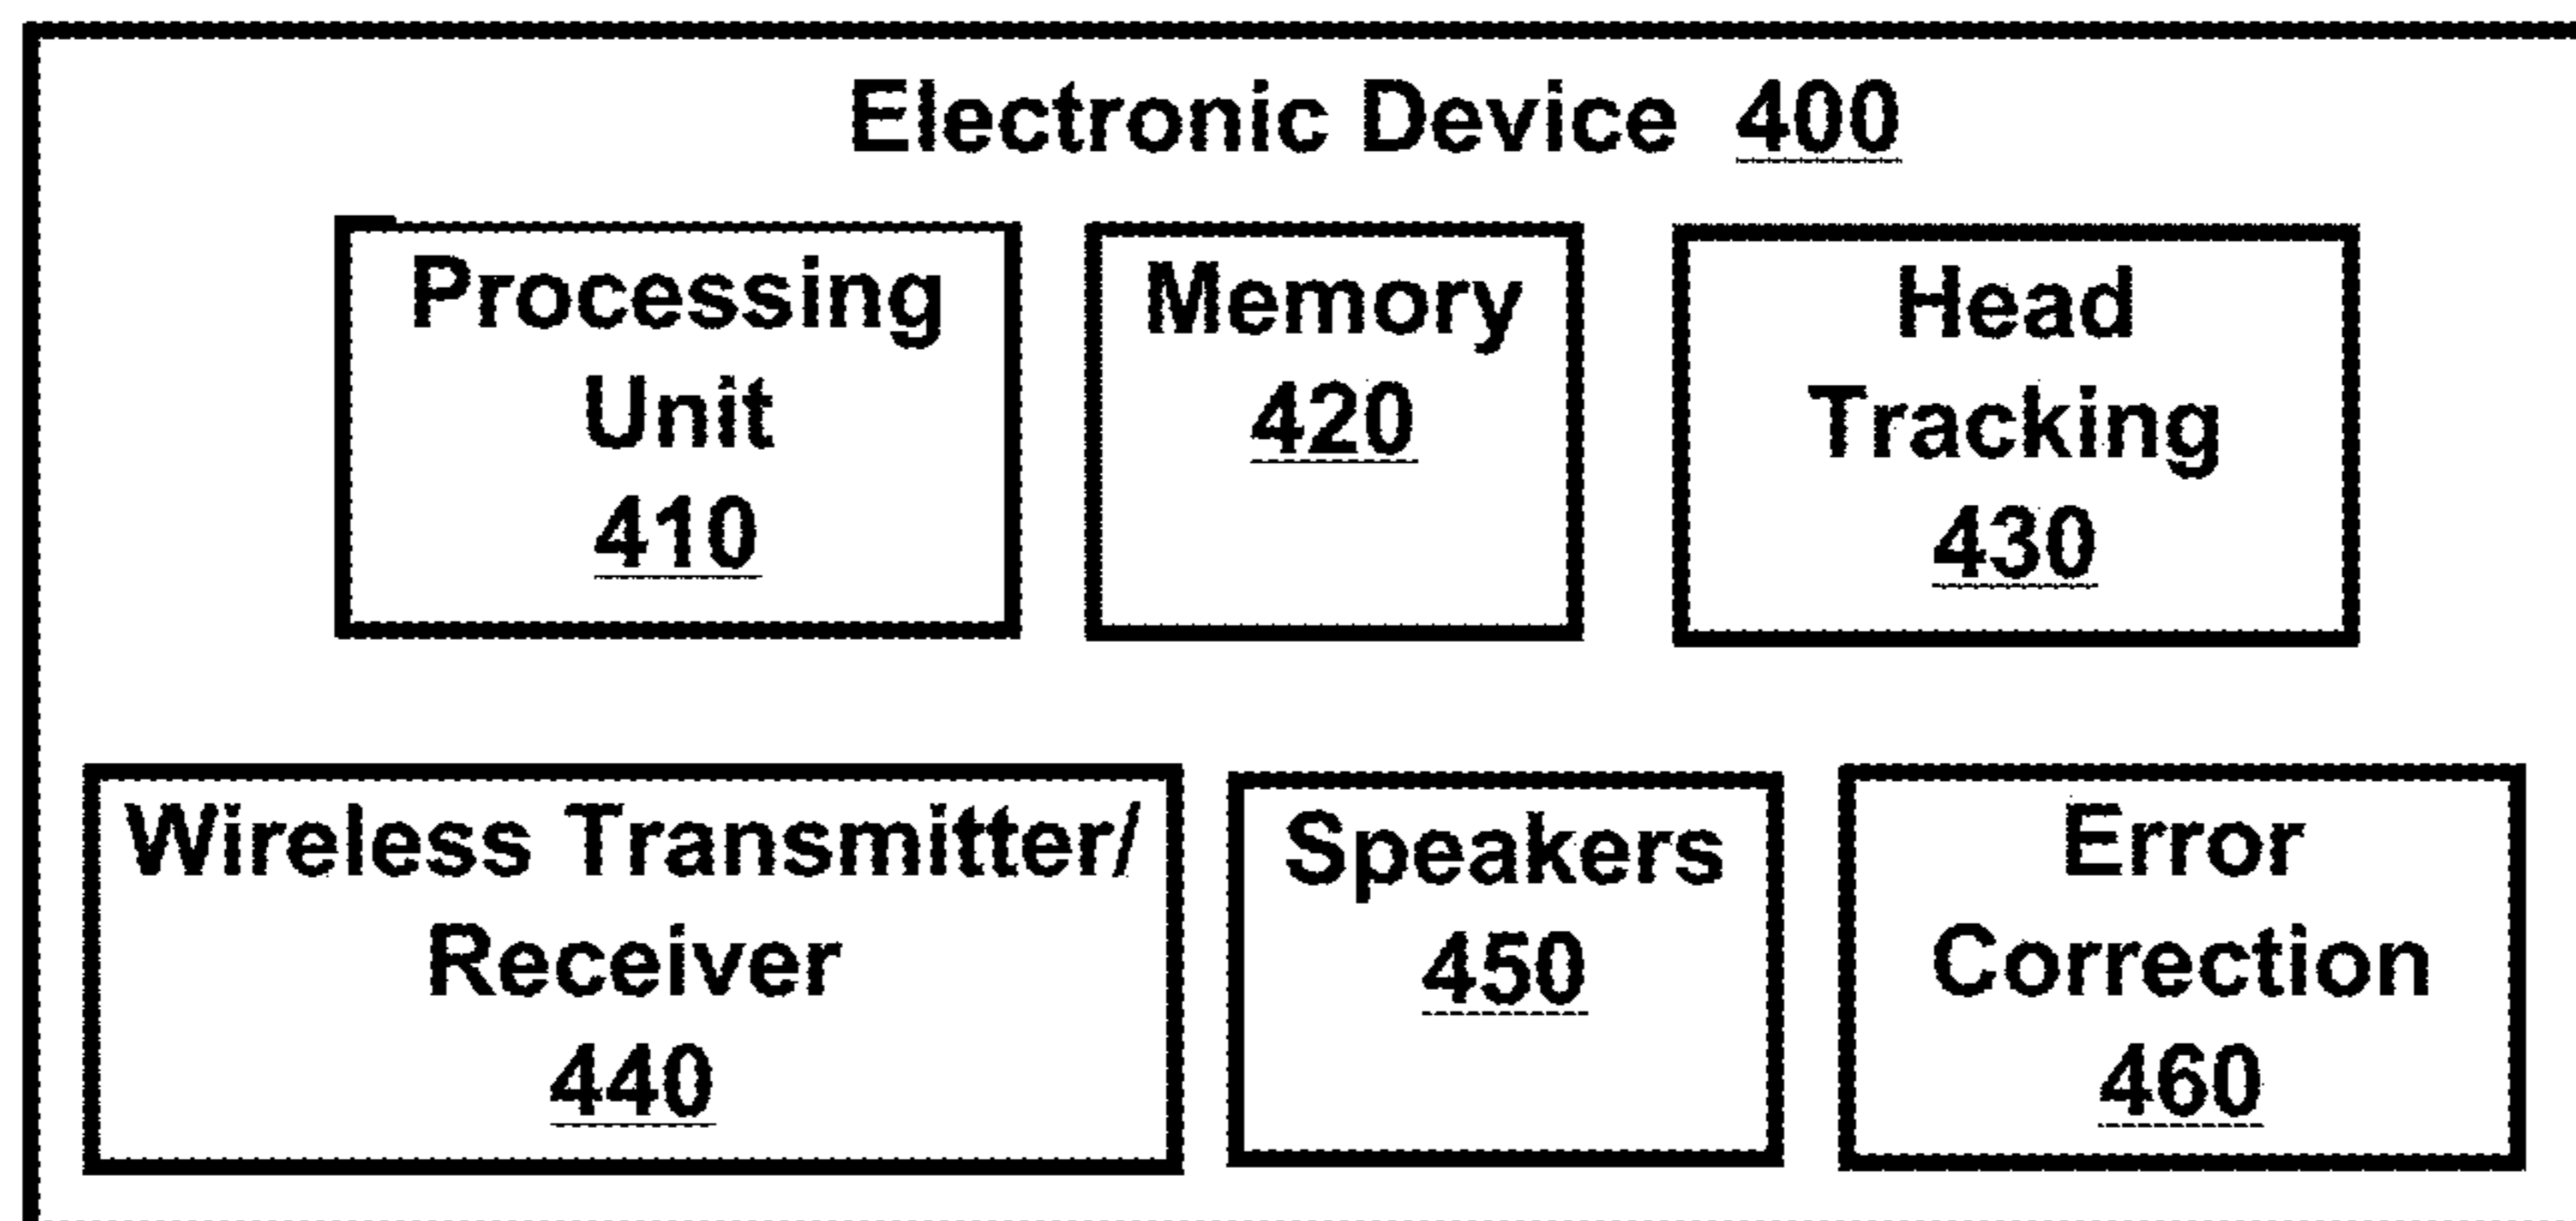 Electronic Device 400
Processing
Unit
410
Memory
420
Head
Tracking
430
Wireless Transmitter/
Receiver
440
Speakers
450
Error
Correction
460